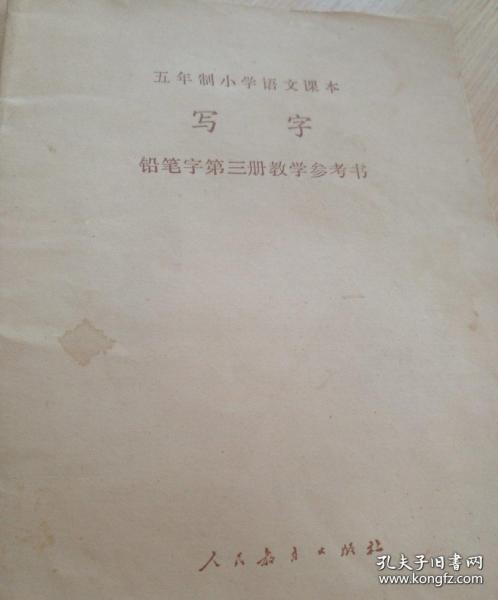 五年制小学语文课本
写字
铅笔字第三册教学参考书
人民教育出版社
孔夫子旧书网
www.kongfz.com